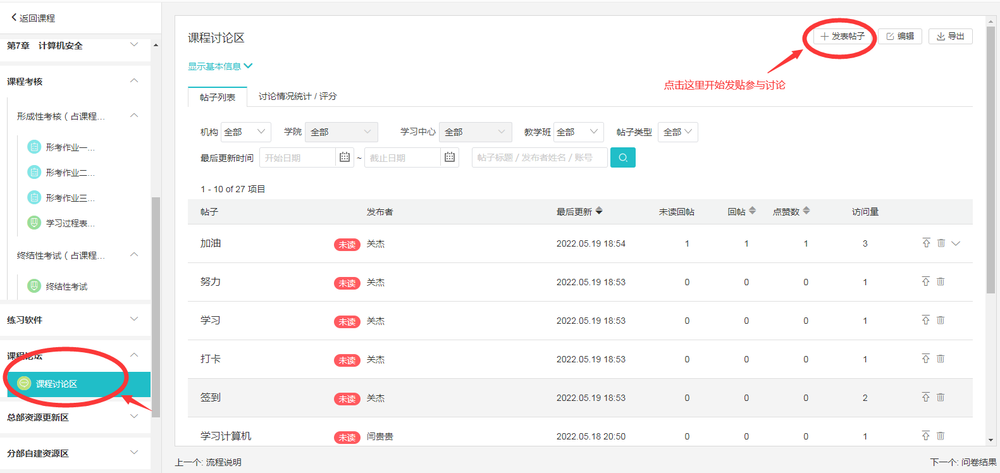 返回课程
第7章 计算机安全
课程考核
形成性考核（占课程...
形考作业一...
形考作业二...
形考作业三...
学习过程表...
终结性考试（占课程...
终结性考试
练习软件
课程论坛
课程讨论区
总部资源更新区
分部自建资源区
课程讨论区
发表帖子 编辑 导出
显示基本信息
点击这里开始发贴参与讨论
帖子列表 讨论情况统计 / 评分
机构 全部 学院 全部 学习中心 全部 教学班 全部 帖子类型 全部
最后更新时间 开始日期 ~ 截止日期 帖子标题 / 发布者姓名 / 账号
1 - 10 of 27 项目
帖子 发布者 最后更新 未读回帖 回帖 点赞数 访问量
加油 未读 关杰 2022.05.19 18:54 1 1 1 3
努力 未读 关杰 2022.05.19 18:53 0 0 0 1
学习 未读 关杰 2022.05.19 18:53 0 0 0 1
打卡 未读 关杰 2022.05.19 18:53 0 0 0 1
签到 未读 关杰 2022.05.19 18:53 0 0 0 2
学习计算机 未读 闫贵贵 2022.05.18 20:50 0 0 0 1
上一个: 流程说明 下一个: 问卷结果